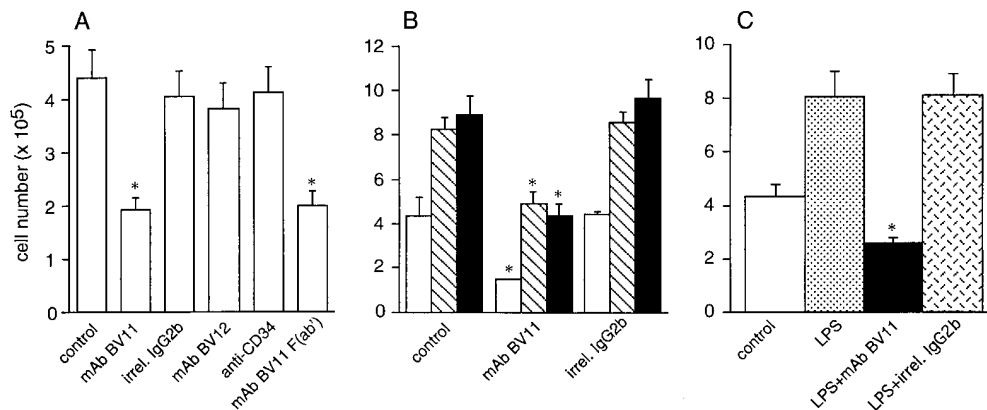 A
B
C
cell number (x 10⁵)
5
4
3
2
1
0
*
*
control
mAb BV11
irrel. IgG2b
mAb BV12
anti-CD34
mAb BV11 F(ab')
12
10
8
6
4
2
0
*
*
*
control
mAb BV11
irrel. IgG2b
10
8
6
4
2
0
*
control
LPS
LPS+mAb BV11
LPS+irrel. IgG2b